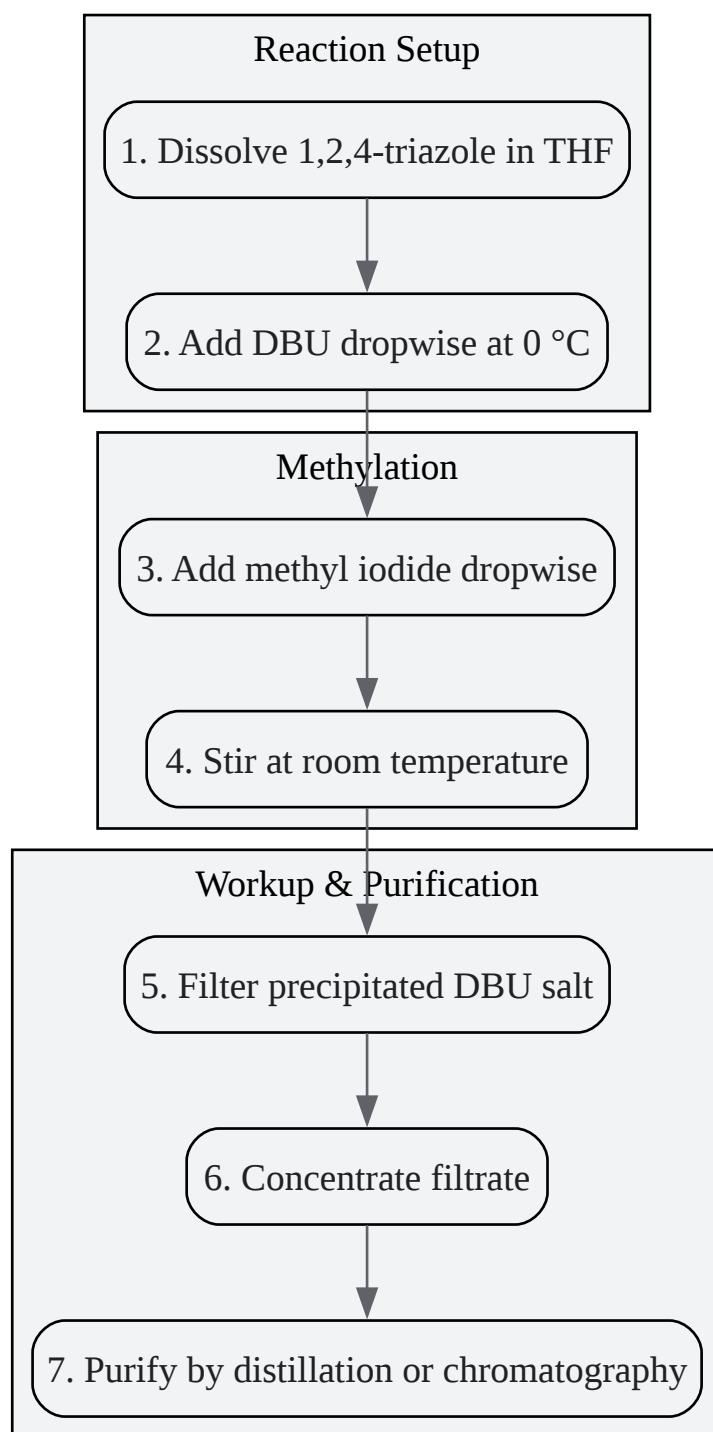 Reaction Setup
1. Dissolve 1,2,4-triazole in THF
2. Add DBU dropwise at 0 °C
Methylation
3. Add methyl iodide dropwise
4. Stir at room temperature
Workup & Purification
5. Filter precipitated DBU salt
6. Concentrate filtrate
7. Purify by distillation or chromatography